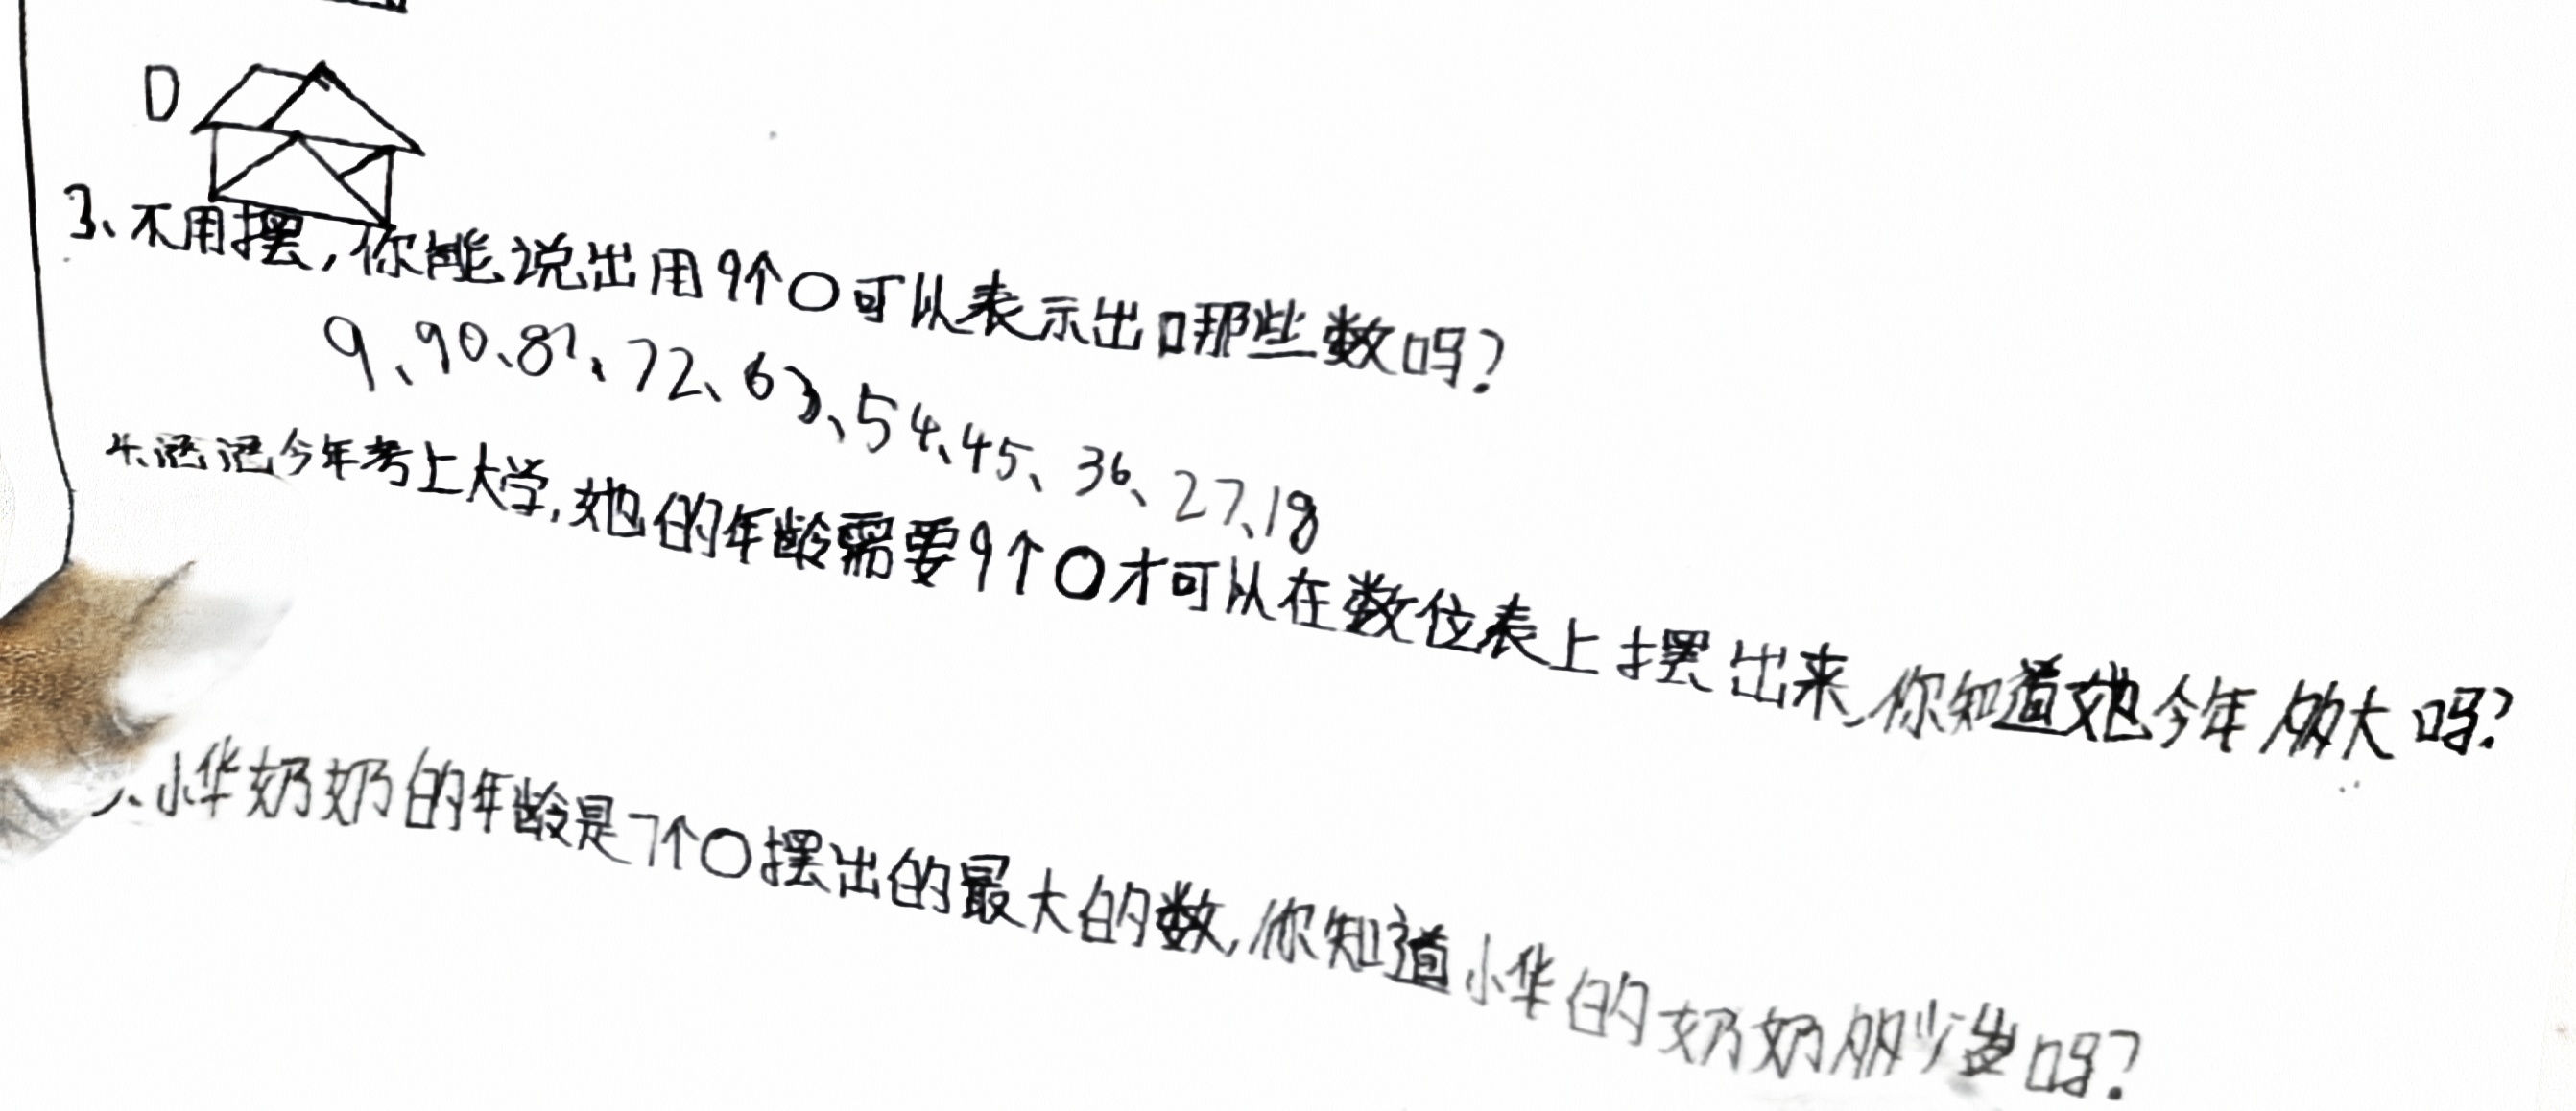 D
3、不用摆,你能说出用9个○可以表示出哪些数吗?
9、90、81、72、63、54、45、36、27、18
4、涵涵今年考上大学,她的年龄需要9个○才可以在数位表上摆出来,你知道她今年多大吗?
、小华奶奶的年龄是7个○摆出的最大的数,你知道小华的奶奶多少岁吗?